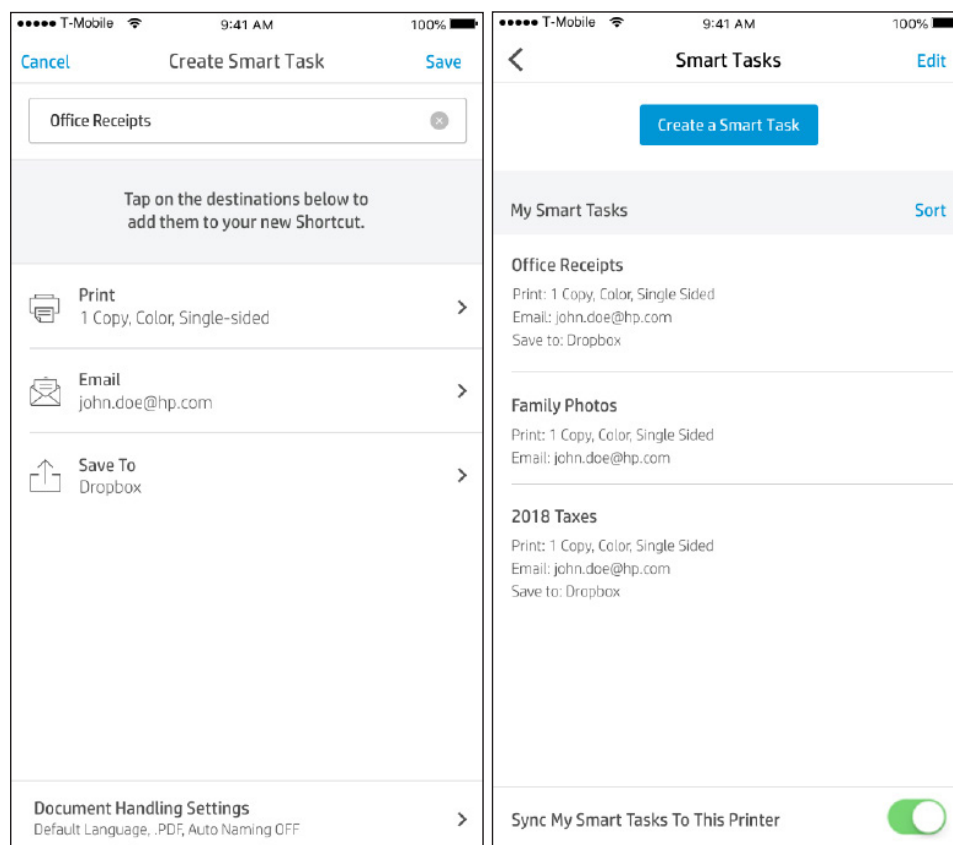 T-Mobile 9:41 AM 100%
Cancel Create Smart Task Save
Office Receipts
Tap on the destinations below to
add them to your new Shortcut.
Print
1 Copy, Color, Single-sided
Email
john.doe@hp.com
Save To
Dropbox
Document Handling Settings
Default Language, .PDF, Auto Naming OFF
T-Mobile 9:41 AM 100%
Smart Tasks Edit
Create a Smart Task
My Smart Tasks Sort
Office Receipts
Print: 1 Copy, Color, Single Sided
Email: john.doe@hp.com
Save to: Dropbox
Family Photos
Print: 1 Copy, Color, Single Sided
Email: john.doe@hp.com
2018 Taxes
Print: 1 Copy, Color, Single Sided
Email: john.doe@hp.com
Save to: Dropbox
Sync My Smart Tasks To This Printer